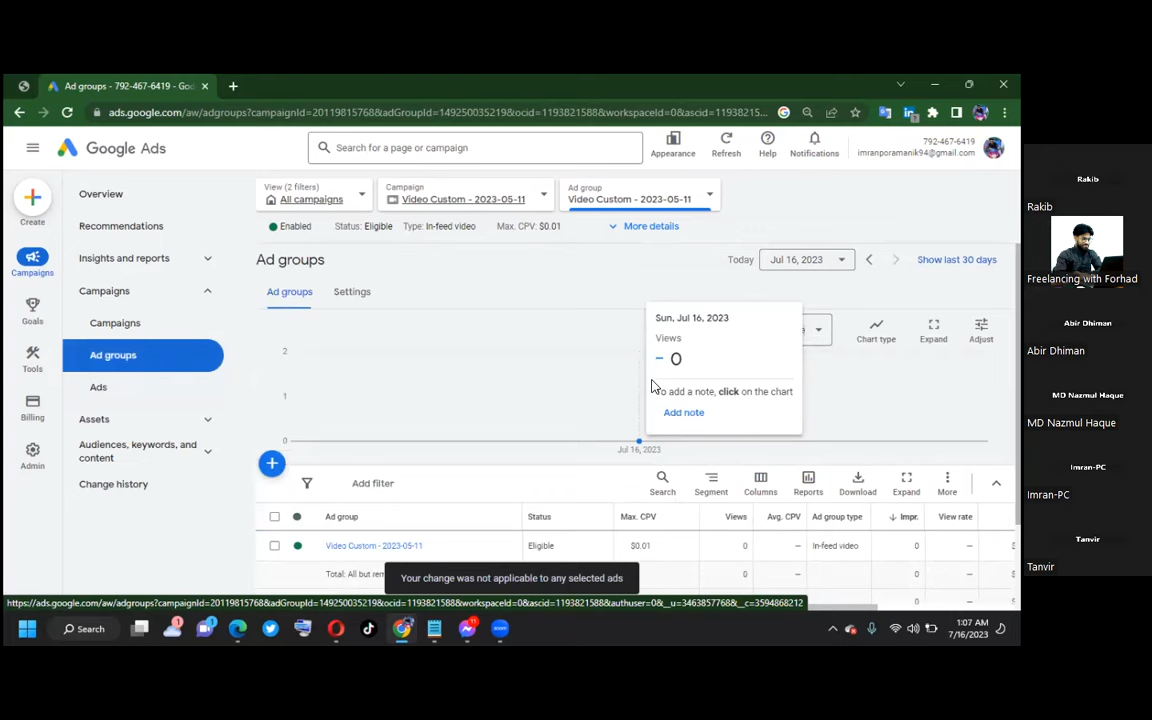 Ad groups - 792-467-6419 - Goo
ads.google.com/aw/adgroups?campaignId=20119815768&adGroupId=149250035219&ocid=1193821588&workspaceId=0&ascid=11938215...
Google Ads
Search for a page or campaign
Appearance
Refresh
Help
Notifications
792-467-6419
imranporamanik94@gmail.com
Create
Campaigns
Goals
Tools
Billing
Admin
Overview
Recommendations
Insights and reports
Campaigns
Campaigns
Ad groups
Ads
Assets
Audiences, keywords, and
content
Change history
View (2 filters)
All campaigns
Campaign
Video Custom - 2023-05-11
Ad group
Video Custom - 2023-05-11
Enabled
Status: Eligible
Type: In-feed video
Max. CPV: $0.01
More details
Ad groups
Today
Jul 16, 2023
Show last 30 days
Ad groups
Settings
Sun, Jul 16, 2023
Views
– 0
To add a note, click on the chart
Add note
Chart type
Expand
Adjust
2
1
0
Jul 16, 2023
Add filter
Search
Segment
Columns
Reports
Download
Expand
More
Ad group
Status
Max. CPV
Views
Avg. CPV
Ad group type
Impr.
View rate
Video Custom - 2023-05-11
Eligible
$0.01
0
—
In-feed video
0
—
Total: All but rem
0
—
0
—
Your change was not applicable to any selected ads
https://ads.google.com/aw/adgroups?campaignId=20119815768&adGroupId=149250035219&ocid=1193821588&workspaceId=0&ascid=1193821588&authuser=0&__u=3463857768&__c=3594868212
Search
1:07 AM
7/16/2023
Rakib
Rakib
Freelancing with Forhad
Abir Dhiman
Abir Dhiman
MD Nazmul Haque
MD Nazmul Haque
Imran-PC
Imran-PC
Tanvir
Tanvir